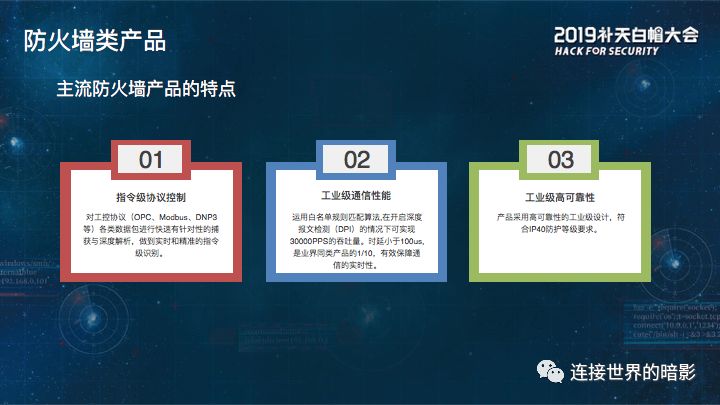 防火墙类产品
2019补天白帽大会
HACK FOR SECURITY
主流防火墙产品的特点
01
指令级协议控制
对工控协议（OPC、Modbus、DNP3
等）各类数据包进行快速有针对性的捕
获与深度解析，做到实时和精准的指令
级识别。
02
工业级通信性能
运用白名单规则匹配算法,在开启深度
报文检测（DPI）的情况下可实现
30000PPS的吞吐量。时延小于100us,
是业界同类产品的1/10，有效保障通
信的实时性。
03
工业级高可靠性
产品采用高可靠性的工业级设计，符
合IP40防护等级要求。
192.168.0.101
连接世界的暗影